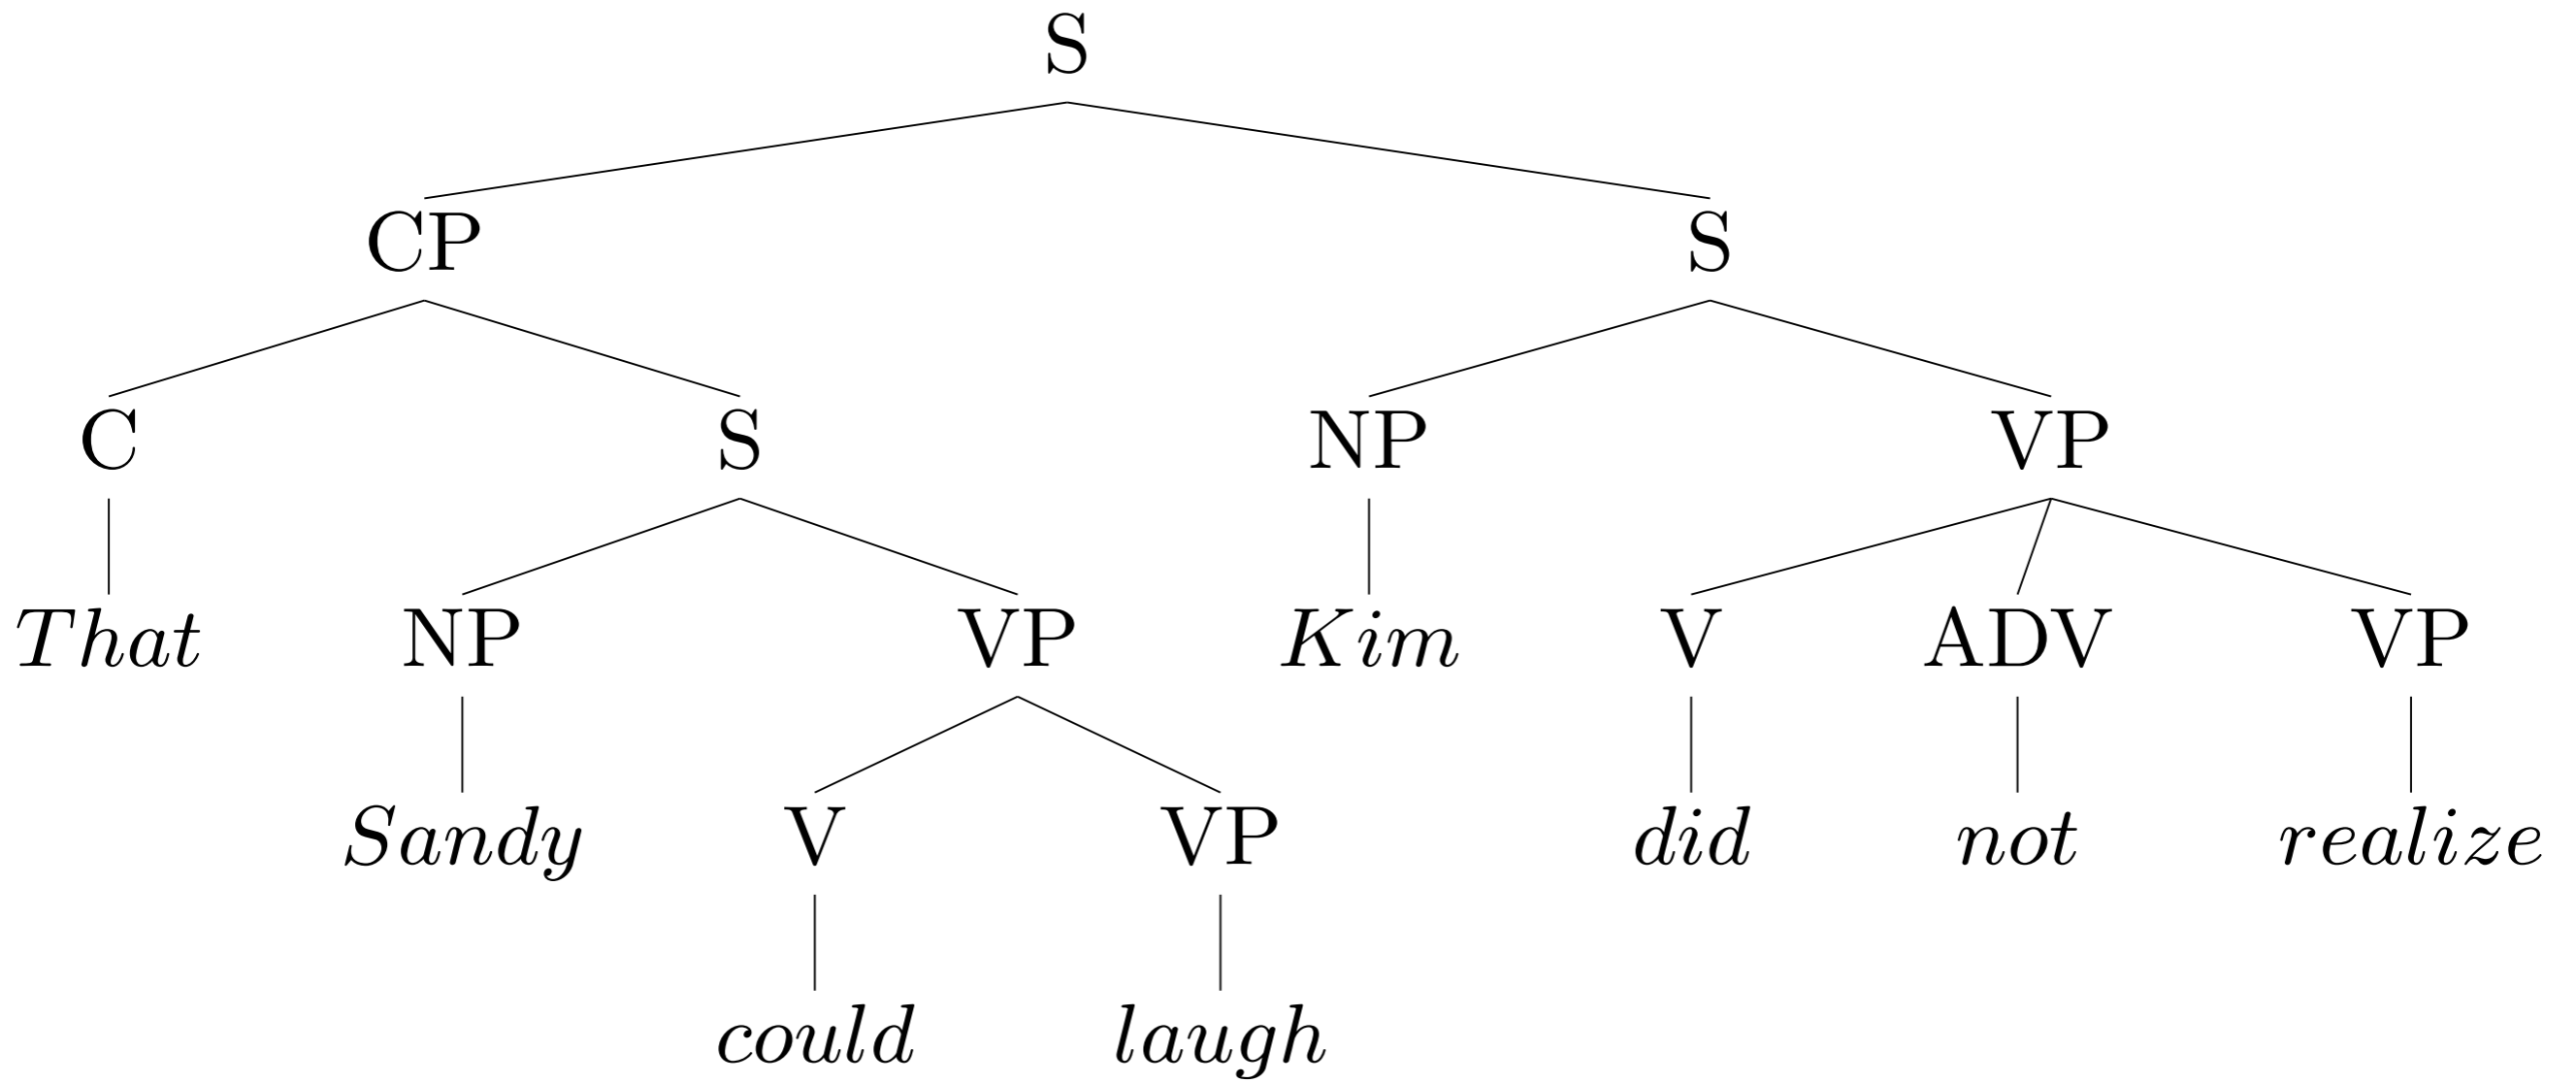 S
CP S
C S NP VP
That NP VP Kim V ADV VP
Sandy V VP did not realize
could laugh